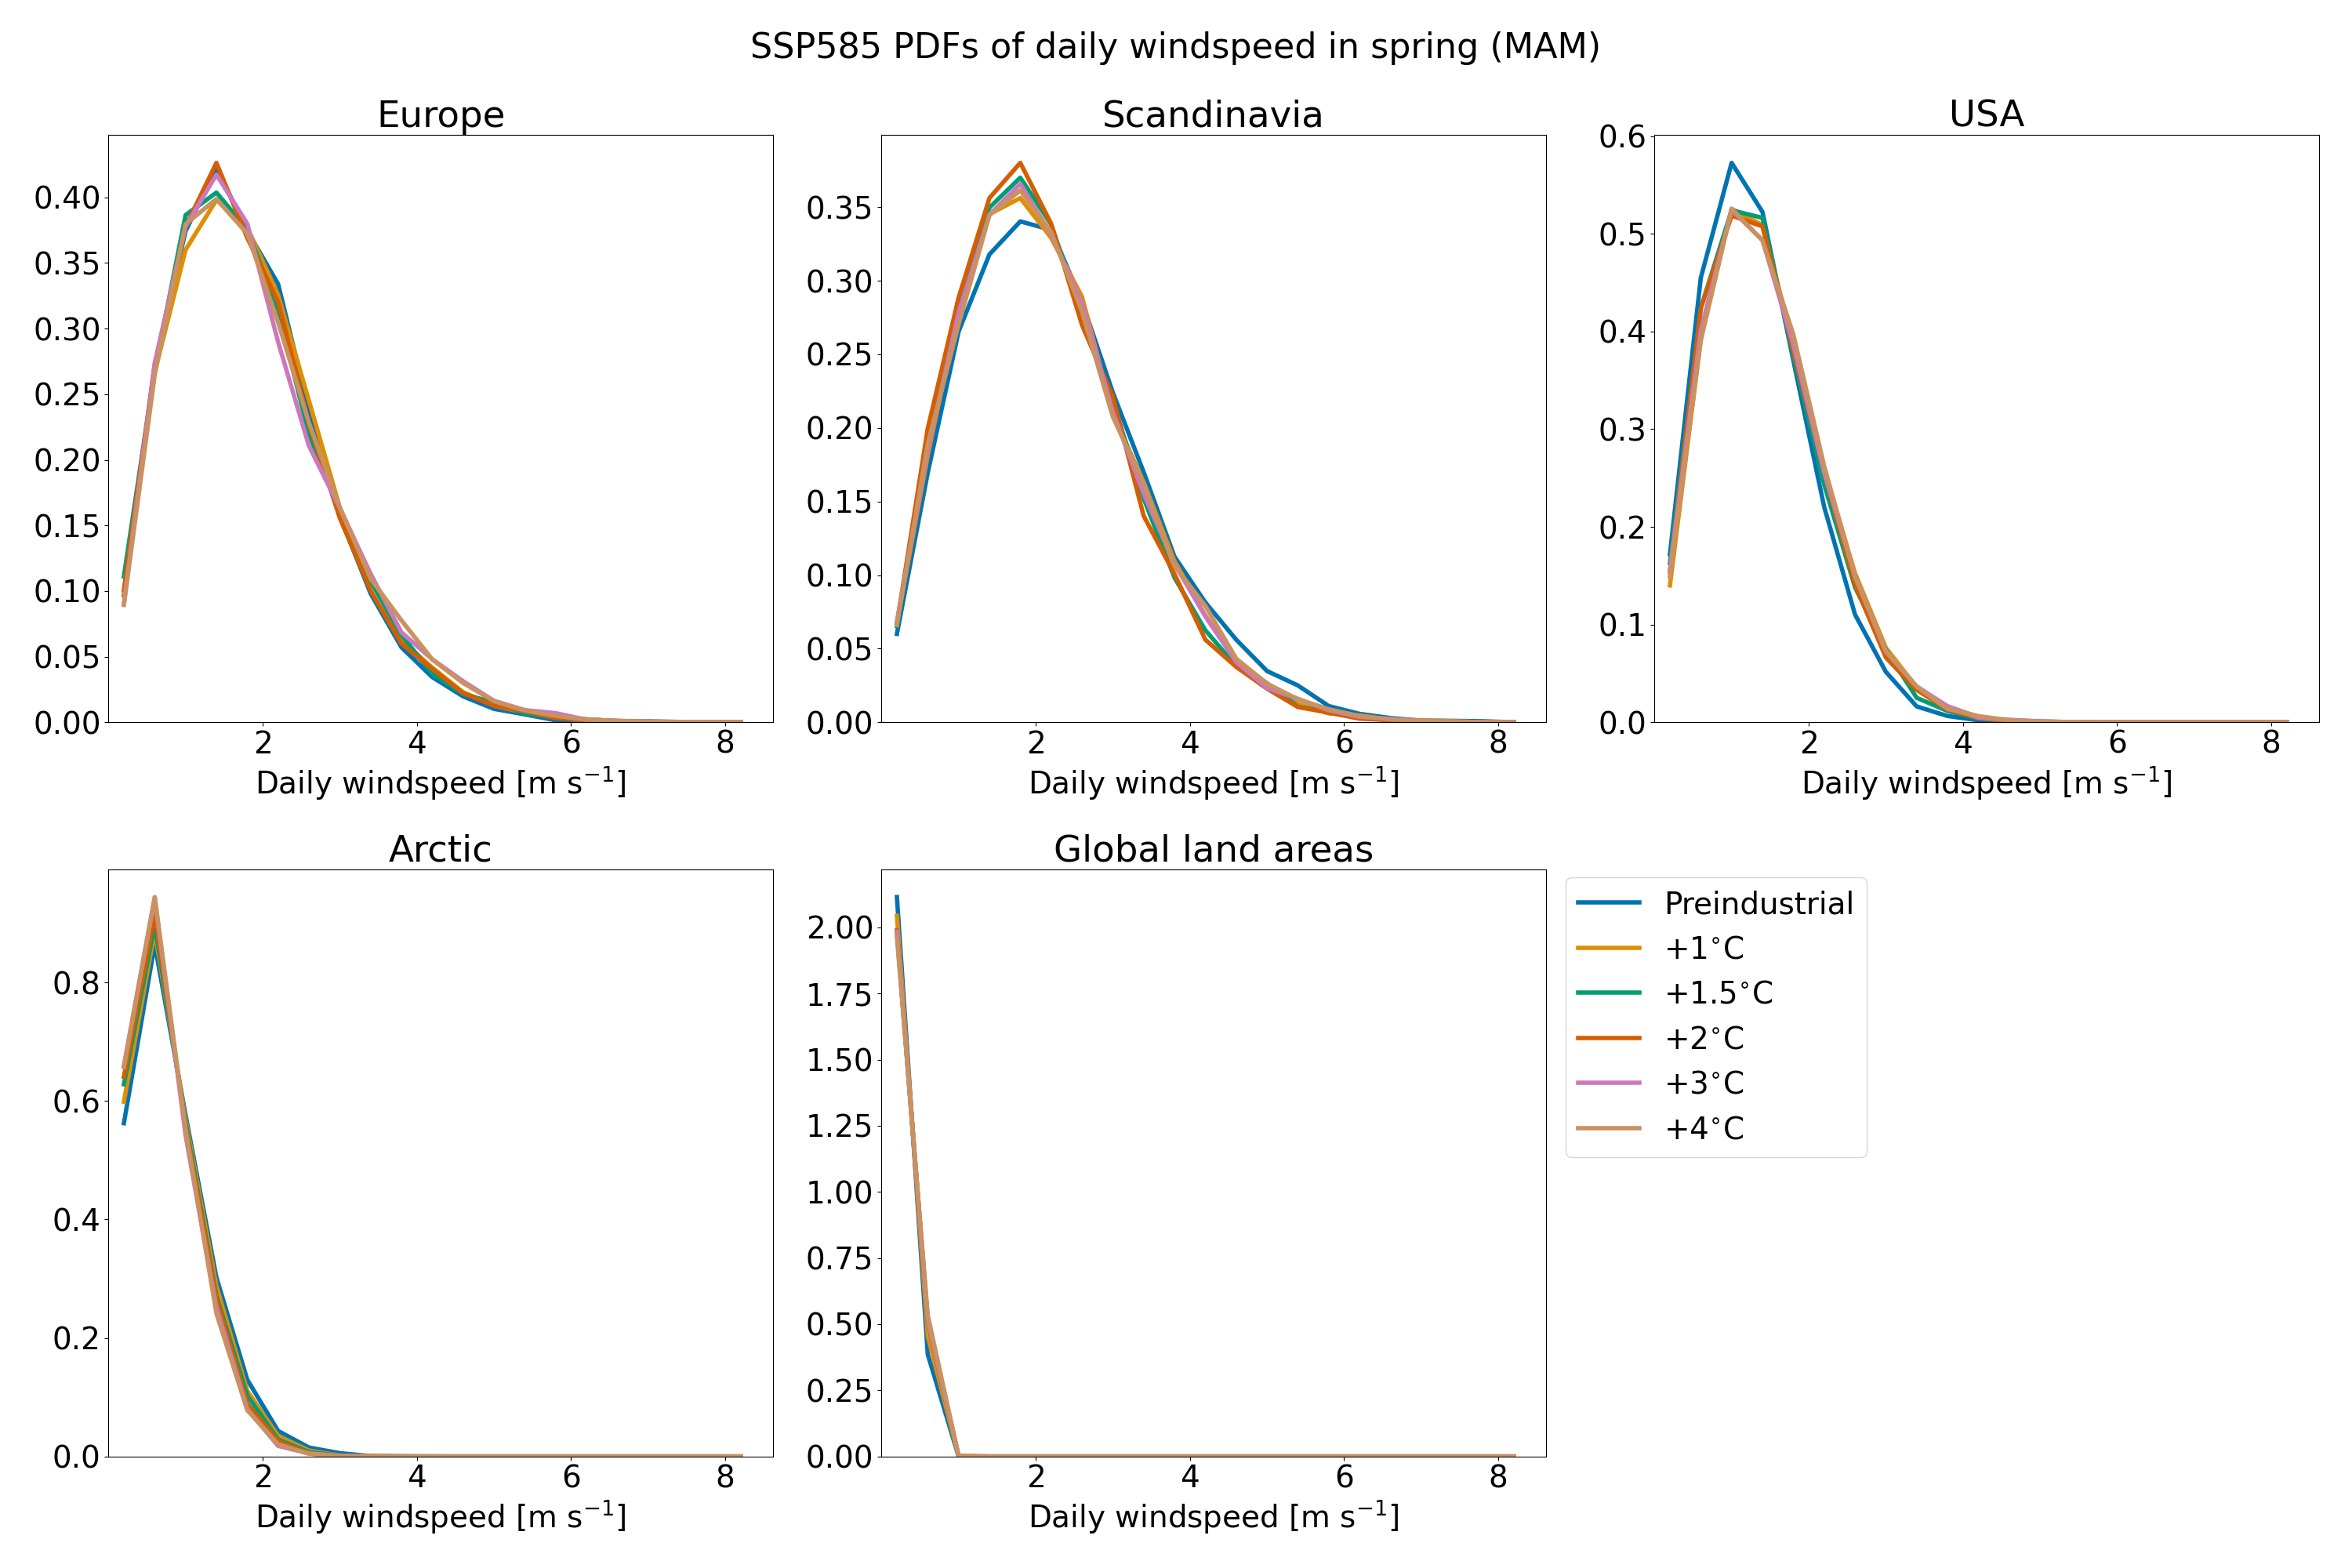 SSP585 PDFs of daily windspeed in spring (MAM)
Europe
0.40
0.35
0.30
0.25
0.20
0.15
0.10
0.05
0.00
2 4 6 8
Daily windspeed [m s⁻¹]
Scandinavia
0.35
0.30
0.25
0.20
0.15
0.10
0.05
0.00
2 4 6 8
Daily windspeed [m s⁻¹]
USA
0.6
0.5
0.4
0.3
0.2
0.1
0.0
2 4 6 8
Daily windspeed [m s⁻¹]
Arctic
0.8
0.6
0.4
0.2
0.0
2 4 6 8
Daily windspeed [m s⁻¹]
Global land areas
2.00
1.75
1.50
1.25
1.00
0.75
0.50
0.25
0.00
2 4 6 8
Daily windspeed [m s⁻¹]
Preindustrial
+1°C
+1.5°C
+2°C
+3°C
+4°C